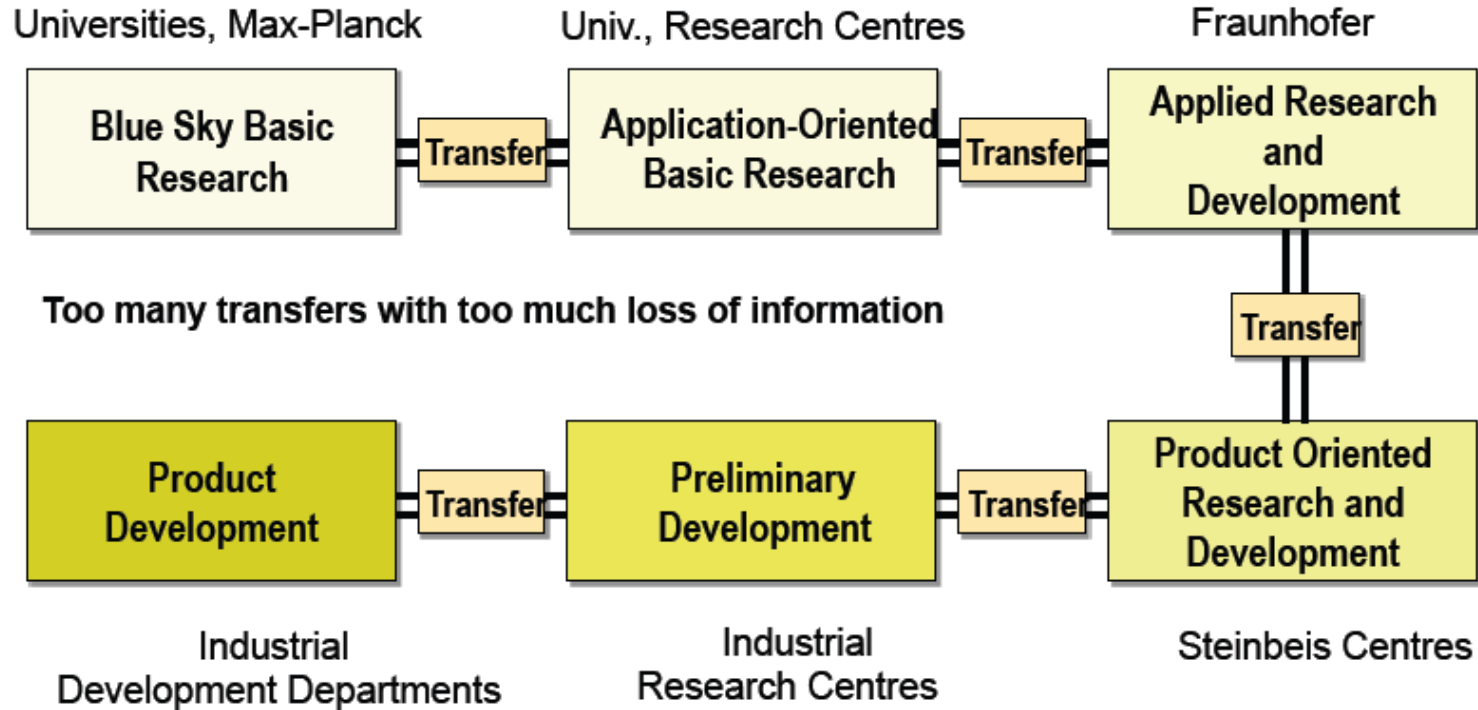 Universities, Max-Planck
Univ., Research Centres
Fraunhofer
Blue Sky Basic
Research
Transfer
Application-Oriented
Basic Research
Transfer
Applied Research
and
Development
Too many transfers with too much loss of information
Transfer
Product
Development
Transfer
Preliminary
Development
Transfer
Product Oriented
Research and
Development
Industrial
Development Departments
Industrial
Research Centres
Steinbeis Centres